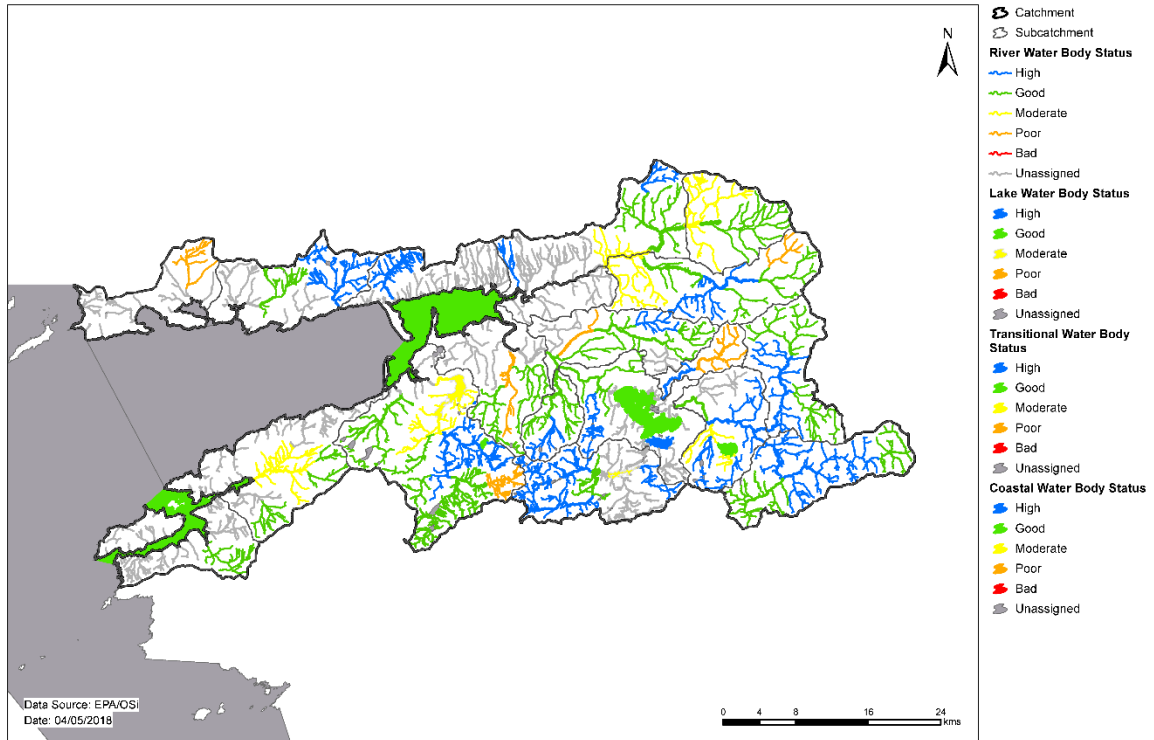 N
Data Source: EPA/OSi
Date: 04/05/2018
0 4 8 16 24
kms
Catchment
Subcatchment
River Water Body Status
High
Good
Moderate
Poor
Bad
Unassigned
Lake Water Body Status
High
Good
Moderate
Poor
Bad
Unassigned
Transitional Water Body
Status
High
Good
Moderate
Poor
Bad
Unassigned
Coastal Water Body Status
High
Good
Moderate
Poor
Bad
Unassigned